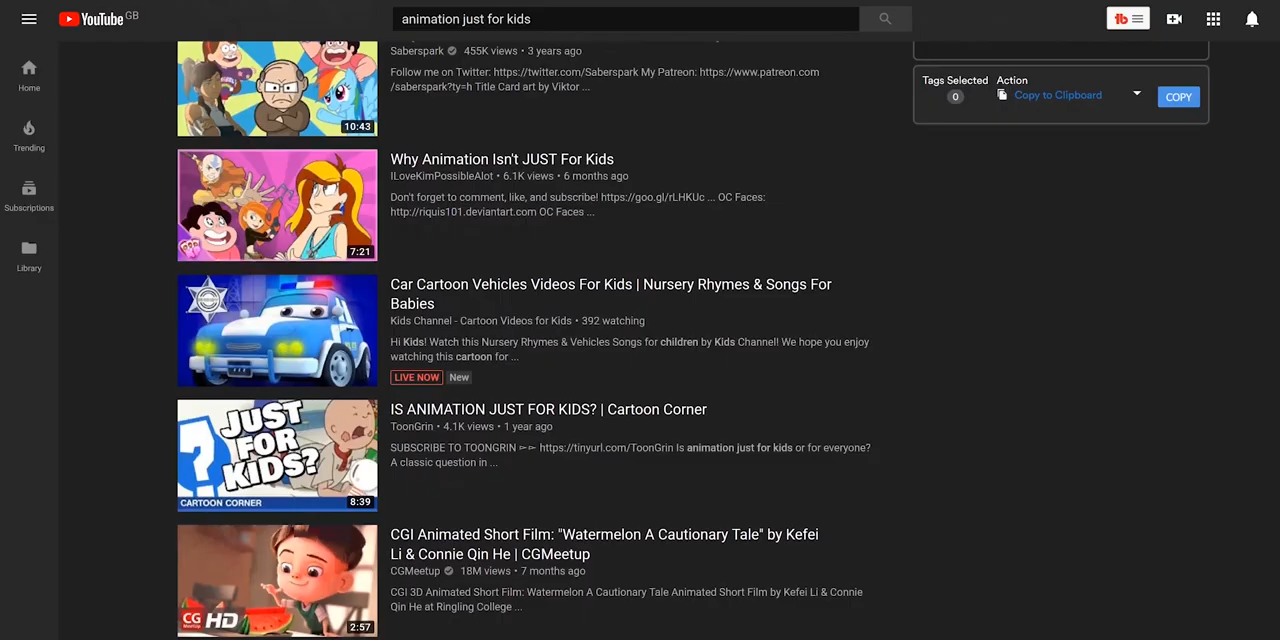 YouTube GB
animation just for kids
Home
Trending
Subscriptions
Library
Saberspark 455K views • 3 years ago
Follow me on Twitter: https://twitter.com/Saberspark My Patreon: https://www.patreon.com
/saberspark?ty=h Title Card art by Viktor ...
10:43
Why Animation Isn't JUST For Kids
ILoveKimPossibleAlot • 6.1K views • 6 months ago
Don't forget to comment, like, and subscribe! https://goo.gl/rLHKUc ... OC Faces:
http://riquis101.deviantart.com OC Faces ...
7:21
Car Cartoon Vehicles Videos For Kids | Nursery Rhymes & Songs For
Babies
Kids Channel - Cartoon Videos for Kids • 392 watching
Hi Kids! Watch this Nursery Rhymes & Vehicles Songs for children by Kids Channel! We hope you enjoy
watching this cartoon for ...
LIVE NOW New
IS ANIMATION JUST FOR KIDS? | Cartoon Corner
ToonGrin • 4.1K views • 1 year ago
SUBSCRIBE TO TOONGRIN ►► https://tinyurl.com/ToonGrin Is animation just for kids or for everyone?
A classic question in ...
JUST
FOR
KIDS?
?
CARTOON CORNER
8:39
CGI Animated Short Film: "Watermelon A Cautionary Tale" by Kefei
Li & Connie Qin He | CGMeetup
CGMeetup 18M views • 7 months ago
CGI 3D Animated Short Film: Watermelon A Cautionary Tale Animated Short Film by Kefei Li & Connie
Qin He at Ringling College ...
CG
MeetUp
HD
2:57
tb
Tags Selected
0
Action
Copy to Clipboard
COPY